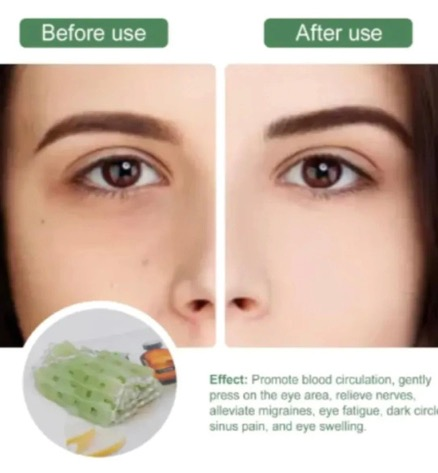 Before use
After use
Effect: Promote blood circulation, gently
press on the eye area, relieve nerves,
alleviate migraines, eye fatigue, dark circl
sinus pain, and eye swelling.